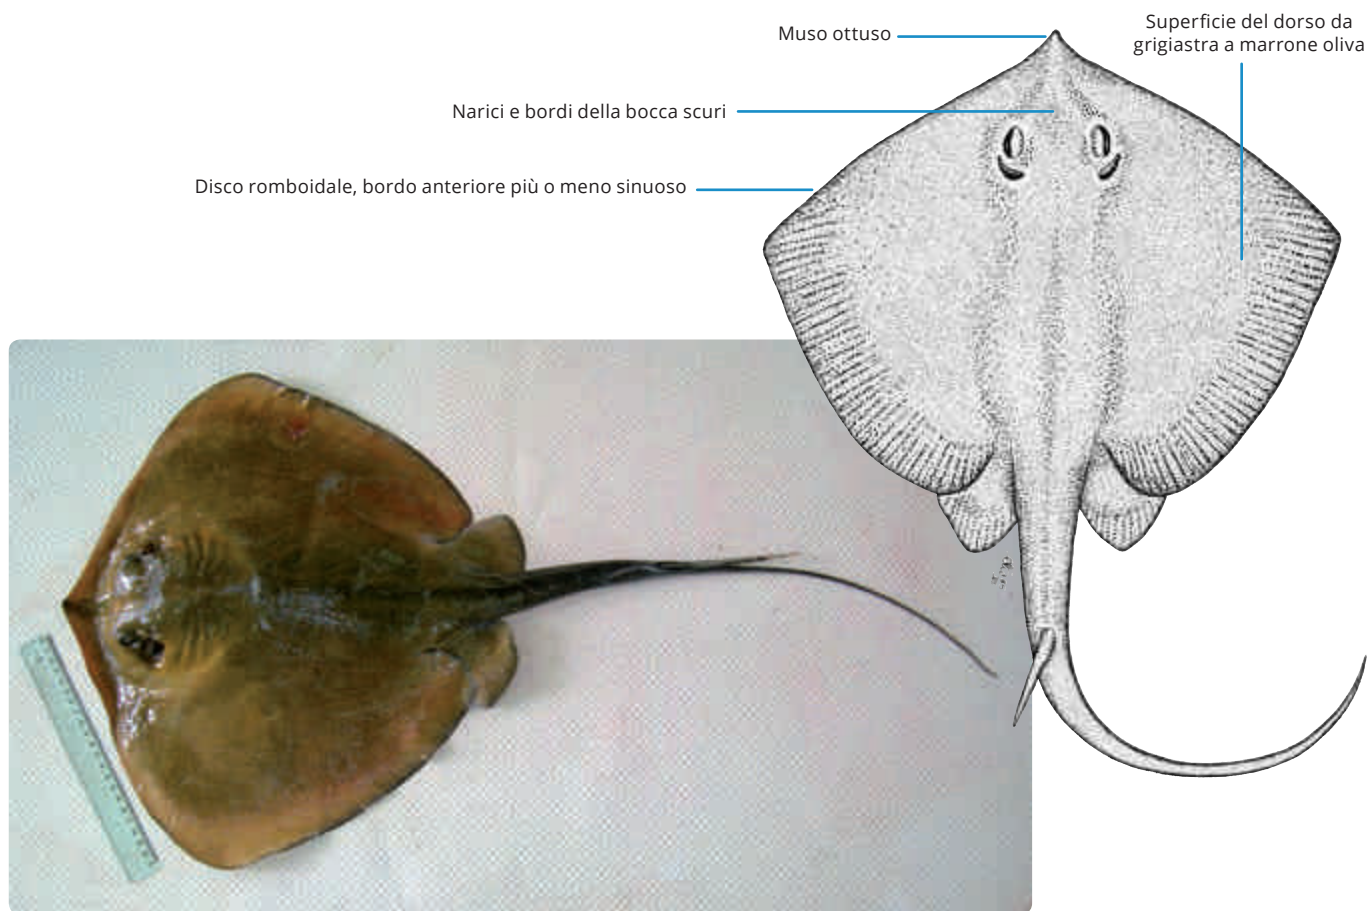 Muso ottuso
Superficie del dorso da
grigiastra a marrone oliva
Narici e bordi della bocca scuri
Disco romboidale, bordo anteriore più o meno sinuoso